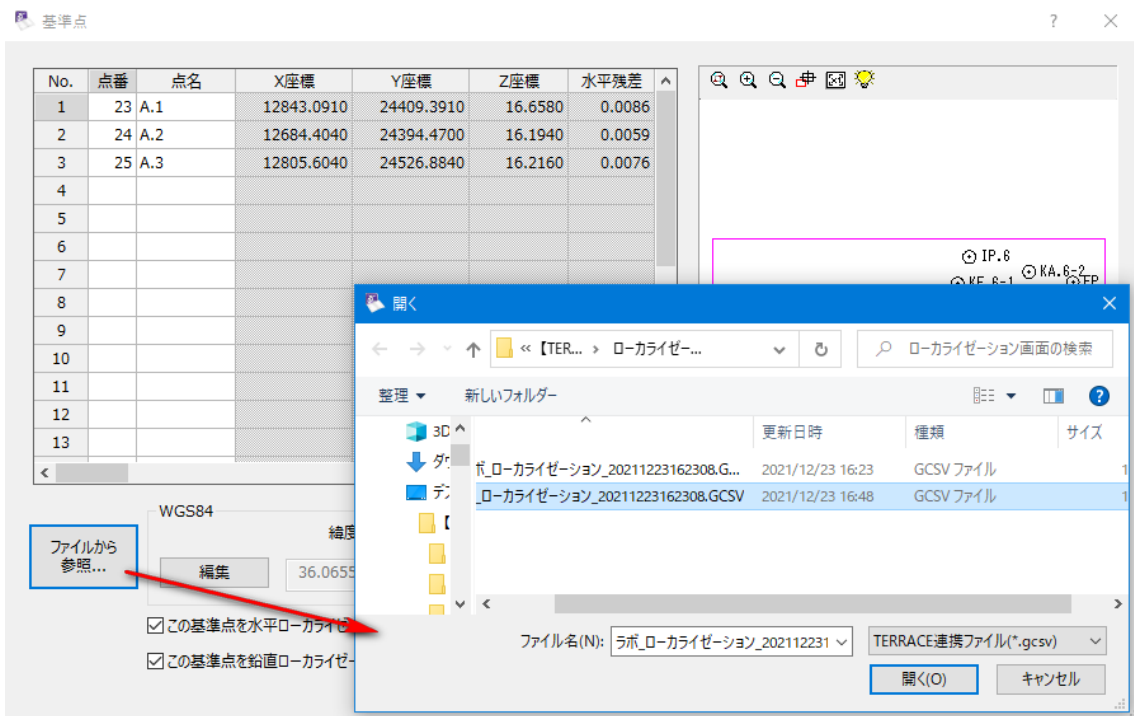 基準点
No. 点番 点名 X座標 Y座標 Z座標 水平残差
1 23 A.1 12843.0910 24409.3910 16.6580 0.0086
2 24 A.2 12684.4040 24394.4700 16.1940 0.0059
3 25 A.3 12805.6040 24526.8840 16.2160 0.0076
4
5
6
7
8
9
10
11
12
13
IP.6
KA.6-2
KE.6-1
EP
開く
« 【TER... › ローカライゼー...
ローカライゼーション画面の検索
整理
新しいフォルダー
更新日時 種類 サイズ
3D
ダウ
デス
【
ボ_ローカライゼーション_20211223162308.G... 2021/12/23 16:23 GCSV ファイル 1
_ローカライゼーション_20211223162308.GCSV 2021/12/23 16:48 GCSV ファイル 1
ファイル名(N): ラボ_ローカライゼーション_202112231
TERRACE連携ファイル(*.gcsv)
開く(O)
キャンセル
ファイルから
参照...
WGS84
緯度
編集
36.0655
この基準点を水平ローカライゼ
この基準点を鉛直ローカライゼー